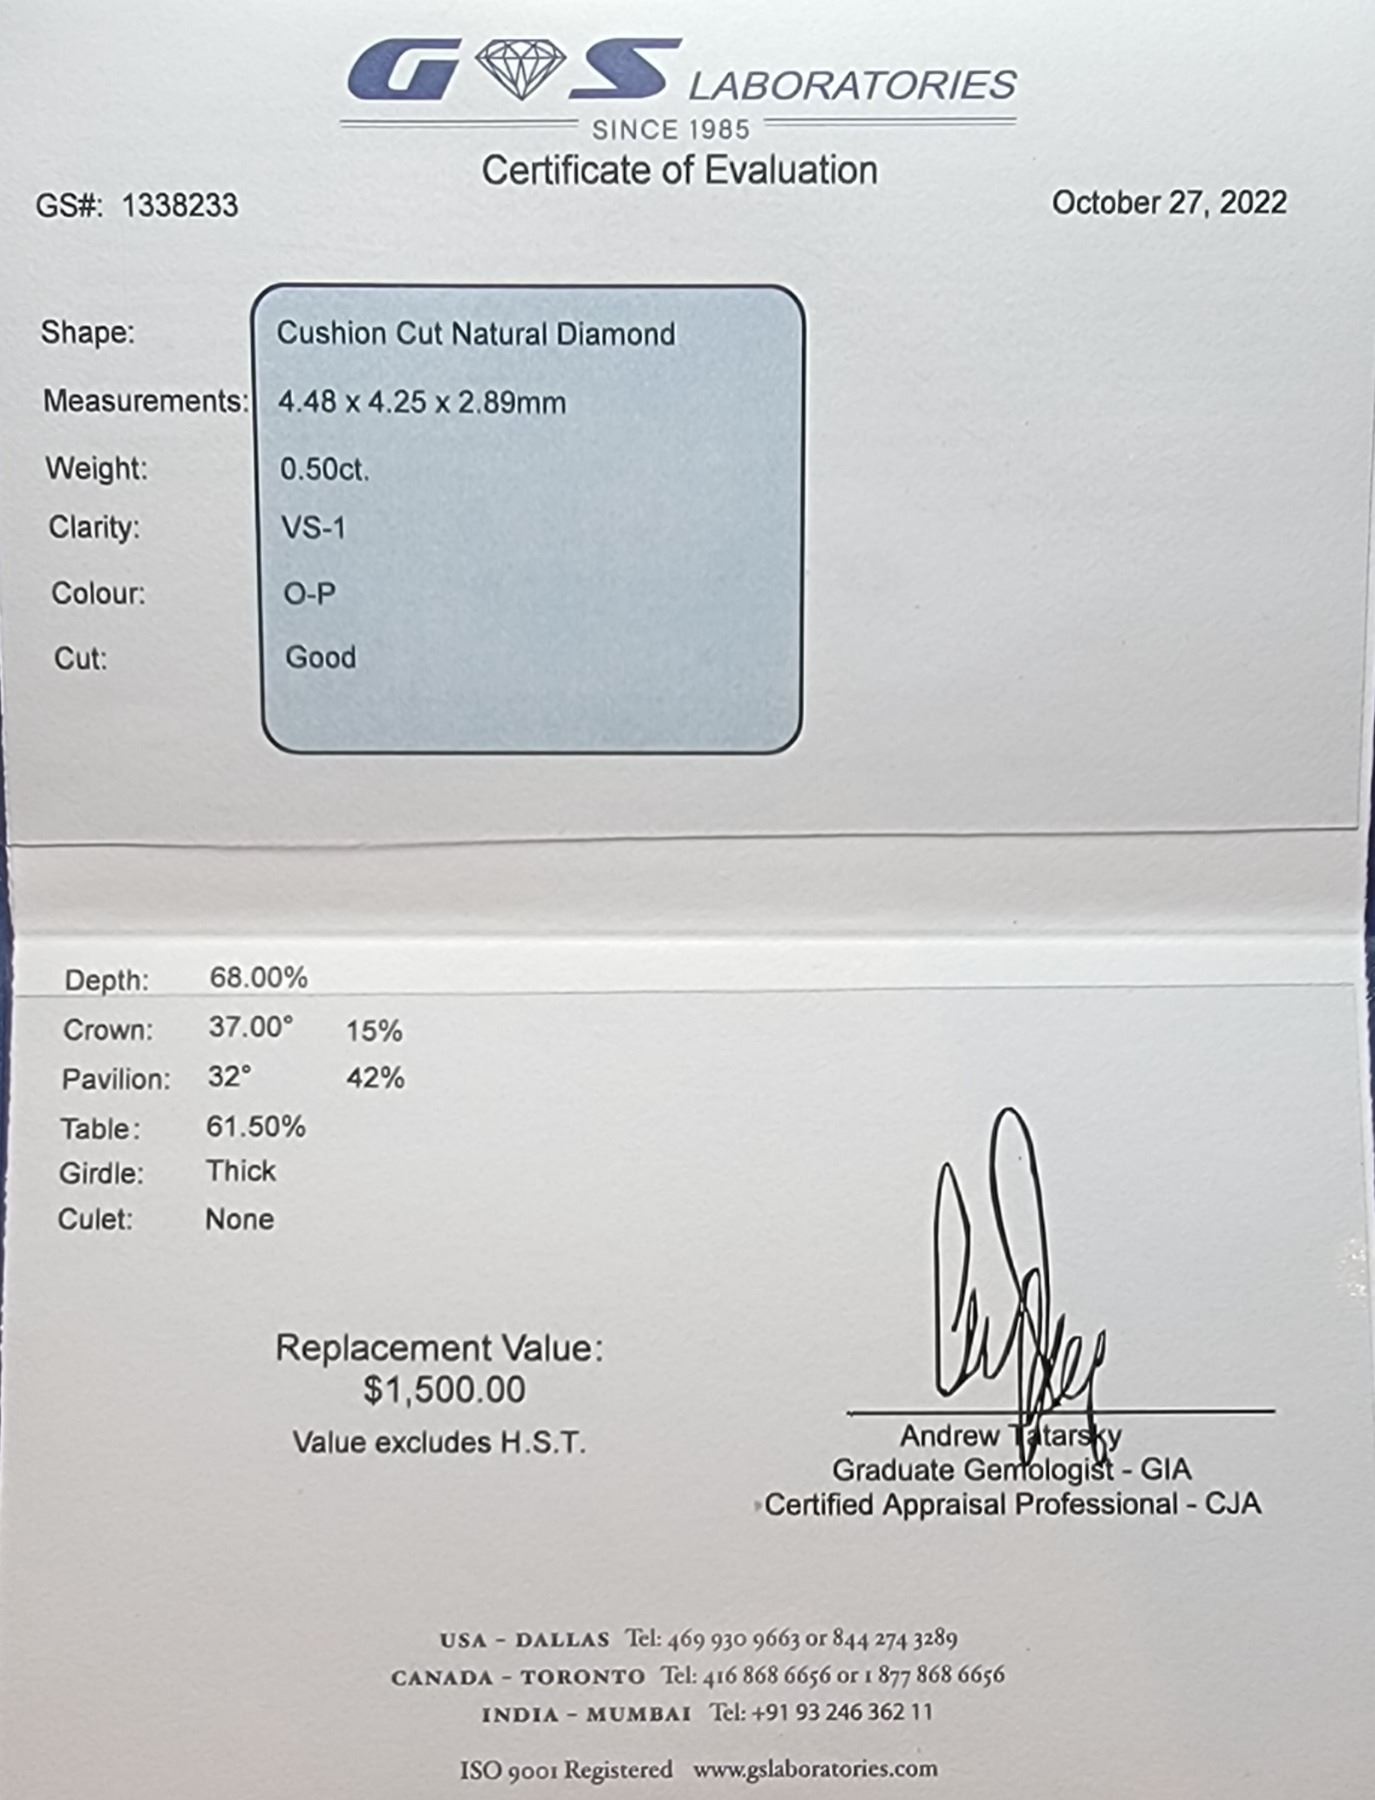 GS LABORATORIES
SINCE 1985
Certificate of Evaluation
GS#: 1338233
October 27, 2022
Shape: Cushion Cut Natural Diamond
Measurements: 4.48 x 4.25 x 2.89mm
Weight: 0.50ct.
Clarity: VS-1
Colour: O-P
Cut: Good
Depth: 68.00%
Crown: 37.00° 15%
Pavilion: 32° 42%
Table: 61.50%
Girdle: Thick
Culet: None
Replacement Value:
$1,500.00
Value excludes H.S.T.
Andrew Tatarsky
Graduate Gemologist - GIA
Certified Appraisal Professional - CJA
USA - DALLAS Tel: 469 930 9663 or 844 274 3289
CANADA - TORONTO Tel: 416 868 6656 or 1 877 868 6656
INDIA - MUMBAI Tel: +91 93 246 362 11
ISO 9001 Registered www.gslaboratories.com